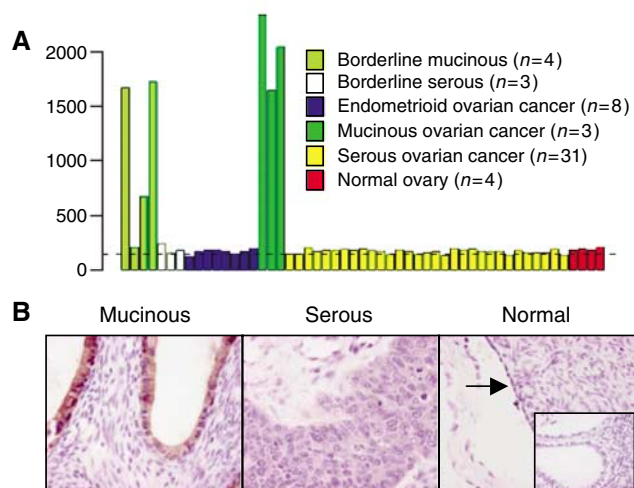 A
2000
1500
1000
500
0
Borderline mucinous (n=4)
Borderline serous (n=3)
Endometrioid ovarian cancer (n=8)
Mucinous ovarian cancer (n=3)
Serous ovarian cancer (n=31)
Normal ovary (n=4)
B
Mucinous Serous Normal